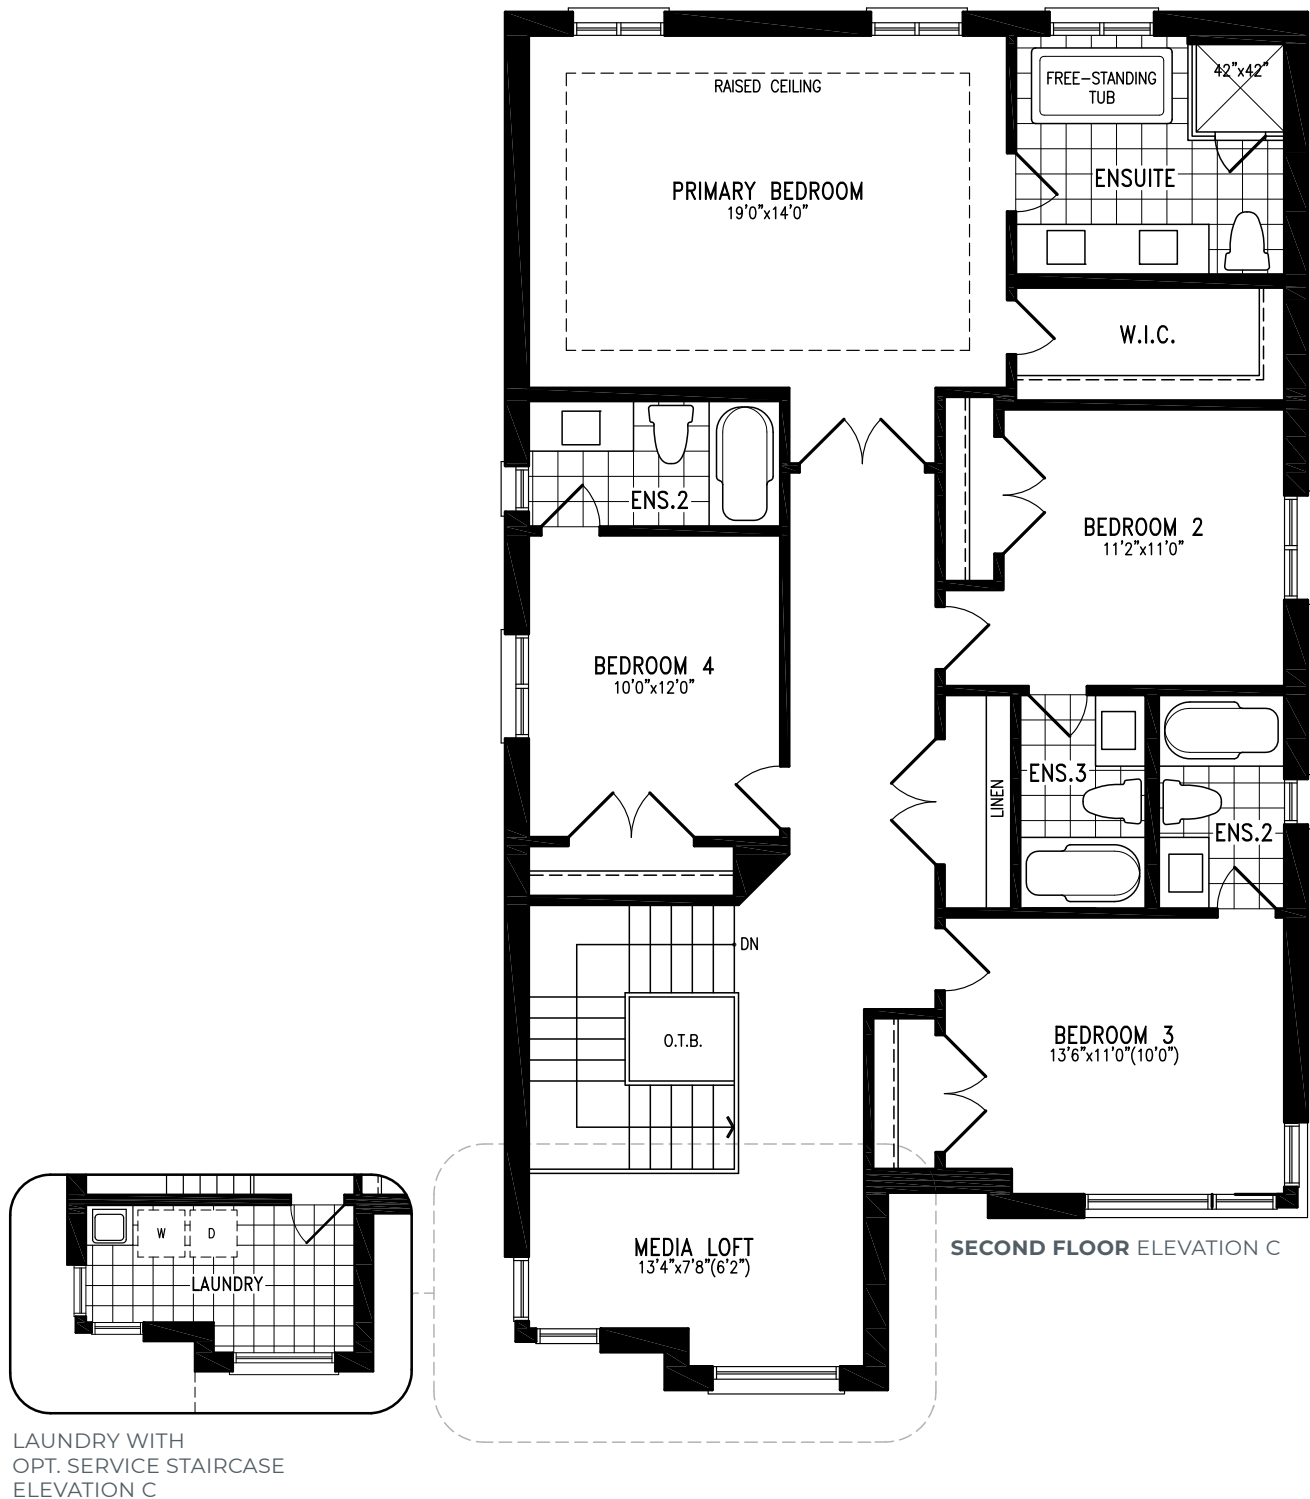 RAISED CEILING
PRIMARY BEDROOM
19'0"x14'0"
FREE-STANDING
TUB
42"x42"
ENSUITE
W.I.C.
ENS.2
BEDROOM 2
11'2"x11'0"
BEDROOM 4
10'0"x12'0"
LINEN
ENS.3
ENS.2
DN
O.T.B.
BEDROOM 3
13'6"x11'0"(10'0")
MEDIA LOFT
13'4"x7'8"(6'2")
SECOND FLOOR ELEVATION C
W
D
LAUNDRY
LAUNDRY WITH
OPT. SERVICE STAIRCASE
ELEVATION C